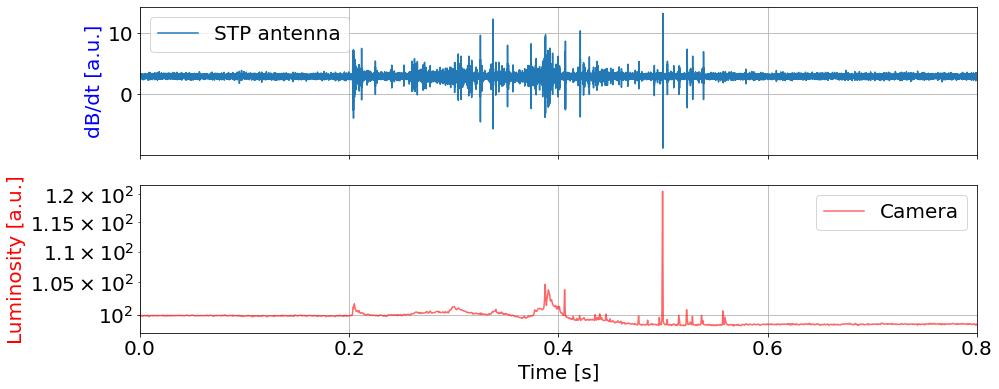 dB/dt [a.u.]
10
0
STP antenna
Luminosity [a.u.]
1.2 × 10²
1.15 × 10²
1.1 × 10²
1.05 × 10²
10²
Camera
0.0 0.2 0.4 0.6 0.8
Time [s]